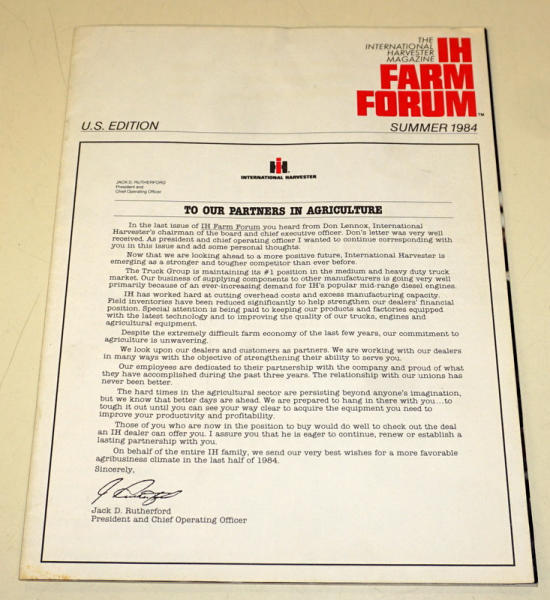 THE
INTERNATIONAL
HARVESTER
MAGAZINE
IH
FARM
FORUM™
U.S. EDITION
SUMMER 1984
IH
INTERNATIONAL HARVESTER
JACK D. RUTHERFORD
President and
Chief Operating Officer
TO OUR PARTNERS IN AGRICULTURE
In the last issue of IH Farm Forum you heard from Don Lennox, International
Harvester's chairman of the board and chief executive officer. Don's letter was very well
received. As president and chief operating officer I wanted to continue corresponding with
you in this issue and add some personal thoughts.
Now that we are looking ahead to a more positive future, International Harvester is
emerging as a stronger and tougher competitor than ever before.
The Truck Group is maintaining its #1 position in the medium and heavy duty truck
market. Our business of supplying components to other manufacturers is going very well
primarily because of an ever-increasing demand for IH's popular mid-range diesel engines.
IH has worked hard at cutting overhead costs and excess manufacturing capacity.
Field inventories have been reduced significantly to help strengthen our dealers' financial
position. Special attention is being paid to keeping our products and factories equipped
with the latest technology and to improving the quality of our trucks, engines and
agricultural equipment.
Despite the extremely difficult farm economy of the last few years, our commitment to
agriculture is unwavering.
We look upon our dealers and customers as partners. We are working with our dealers
in many ways with the objective of strengthening their ability to serve you.
Our employees are dedicated to their partnership with the company and proud of what
they have accomplished during the past three years. The relationship with our unions has
never been better.
The hard times in the agricultural sector are persisting beyond anyone's imagination,
but we know that better days are ahead. We are prepared to hang in there with you...to
tough it out until you can see your way clear to acquire the equipment you need to
improve your productivity and profitability.
Those of you who are now in the position to buy would do well to check out the deal
an IH dealer can offer you. I assure you that he is eager to continue, renew or establish a
lasting partnership with you.
On behalf of the entire IH family, we send our very best wishes for a more favorable
agribusiness climate in the last half of 1984.
Sincerely,
Jack D. Rutherford
President and Chief Operating Officer